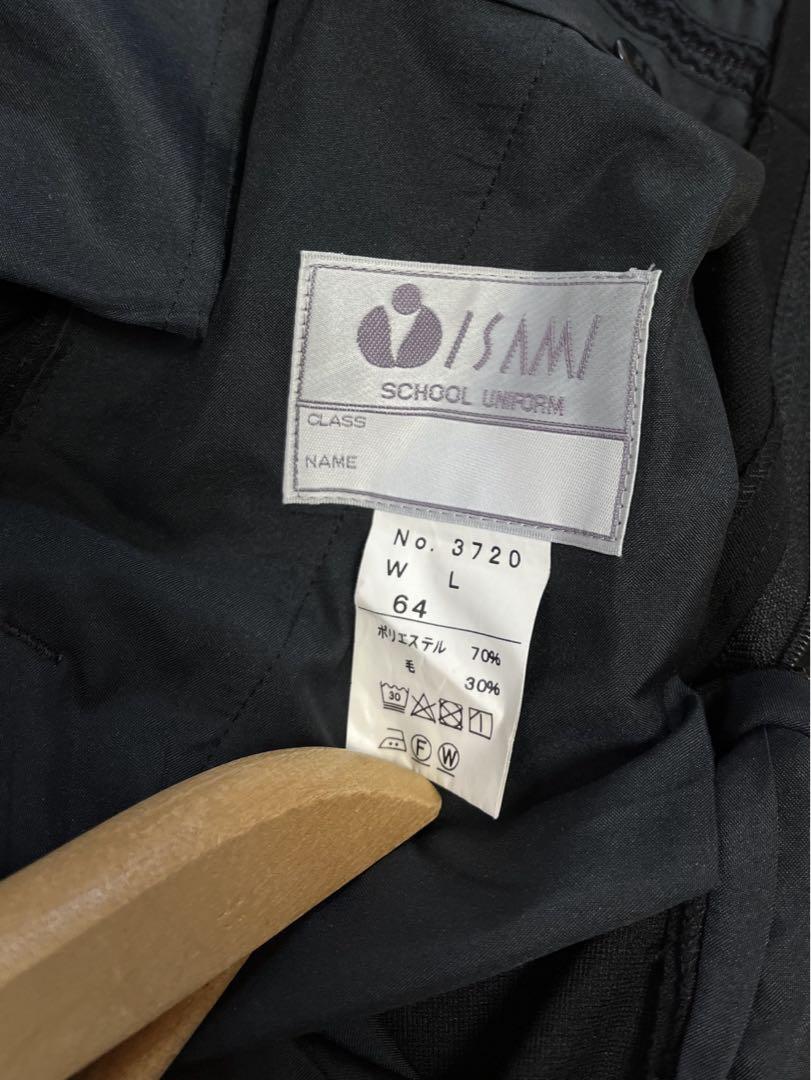 ISAMI
SCHOOL UNIFORM
CLASS
NAME
No. 3720
W L
64
ポリエステル 70%
毛 30%
30
F W